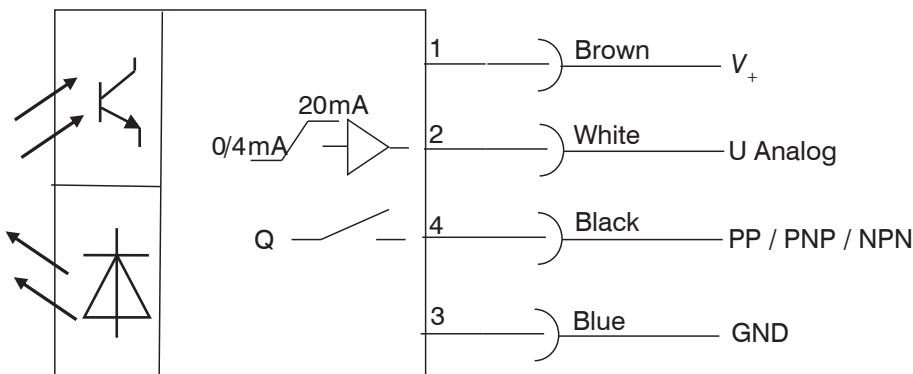 1 Brown V+
20mA
0/4mA 2 White U Analog
Q 4 Black PP / PNP / NPN
3 Blue GND